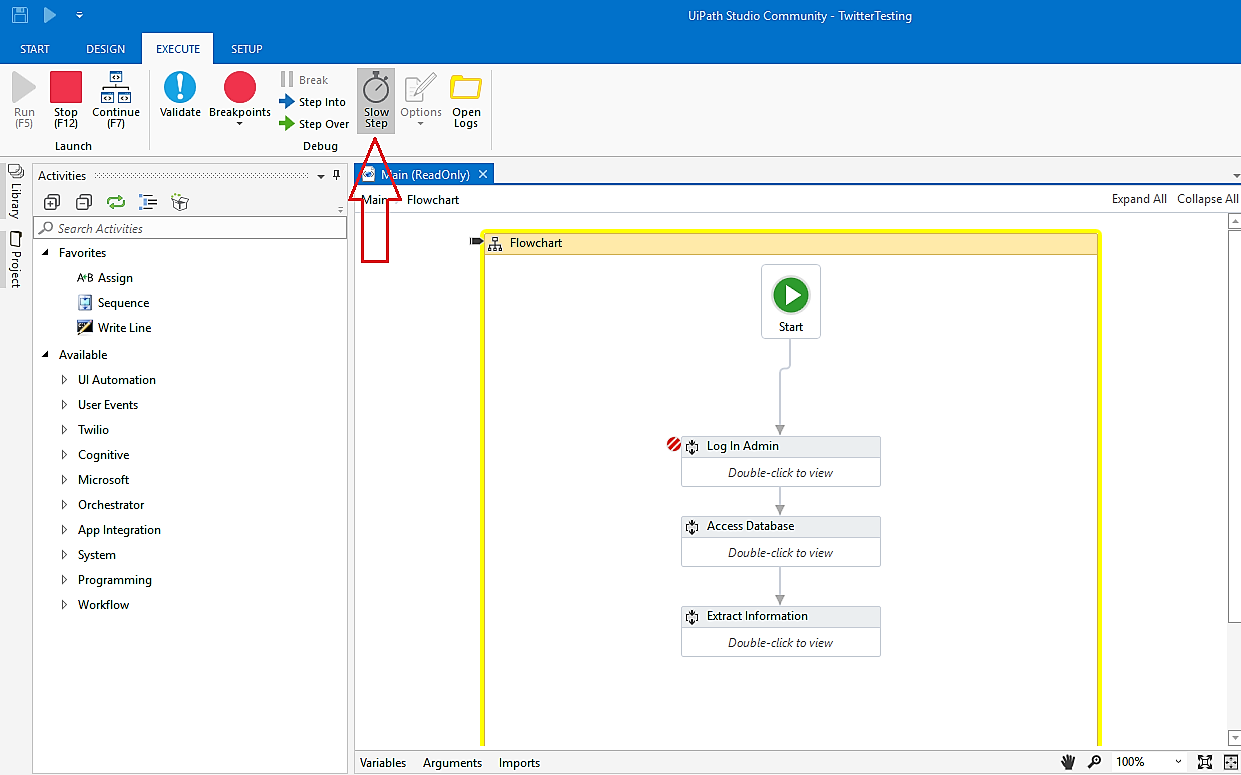 UiPath Studio Community - TwitterTesting
START DESIGN EXECUTE SETUP
Run (F5)
Stop (F12)
Continue (F7)
Launch
Validate
Breakpoints
Break
Step Into
Step Over
Slow Step
Options
Open Logs
Debug
Library
Project
Activities
Search Activities
Favorites
A+B Assign
Sequence
Write Line
Available
UI Automation
User Events
Twilio
Cognitive
Microsoft
Orchestrator
App Integration
System
Programming
Workflow
Main (ReadOnly)
Main Flowchart
Expand All Collapse All
Flowchart
Start
Log In Admin
Double-click to view
Access Database
Double-click to view
Extract Information
Double-click to view
Variables Arguments Imports
100%